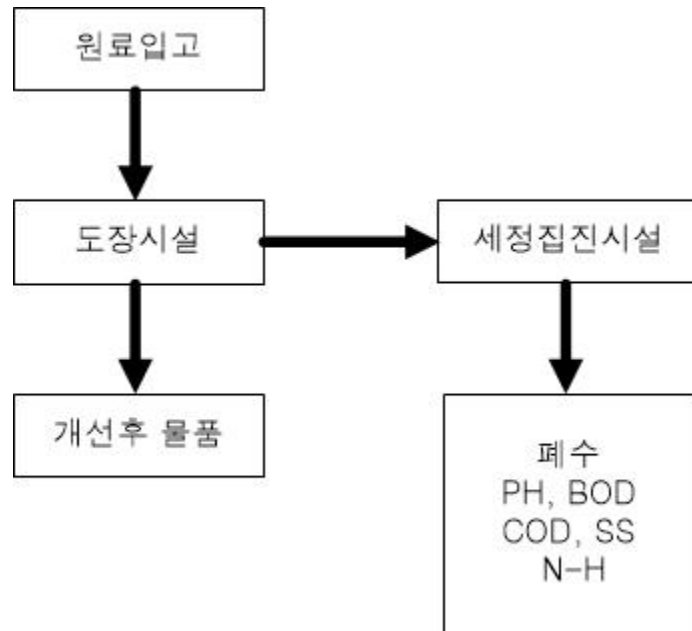 원료입고
도장시설
세정집진시설
개선후 물품
폐수
PH, BOD
COD, SS
N-H